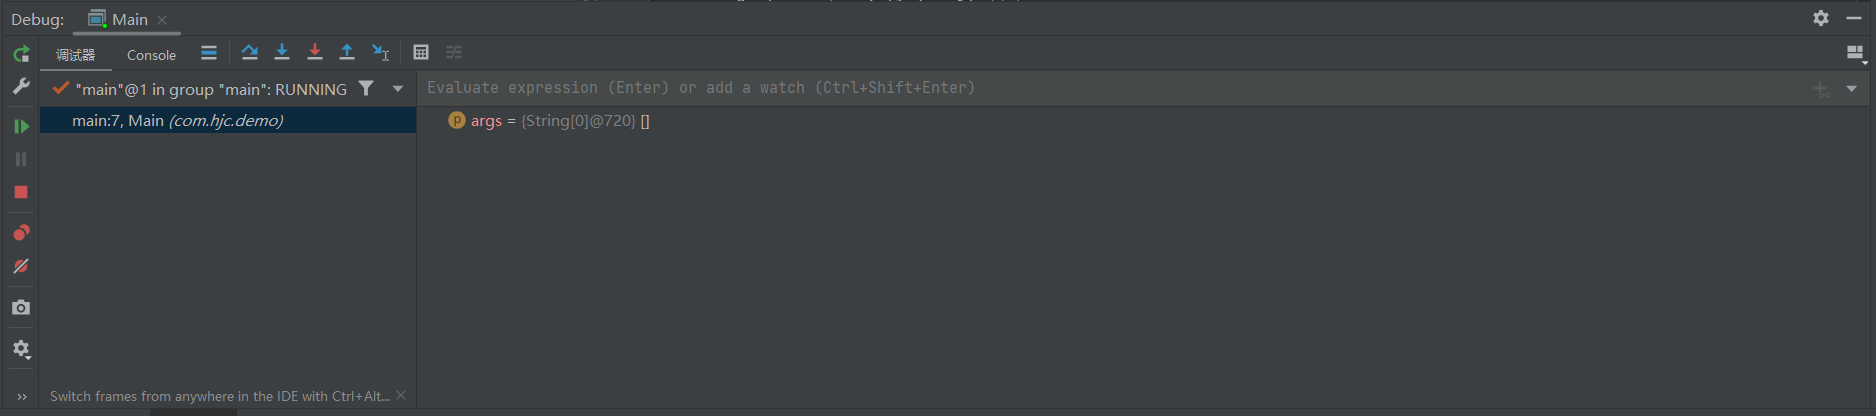 Debug: Main
调试器 Console
"main"@1 in group "main": RUNNING
Evaluate expression (Enter) or add a watch (Ctrl+Shift+Enter)
main:7, Main (com.hjc.demo)
p args = {String[0]@720} []
Switch frames from anywhere in the IDE with Ctrl+Alt...